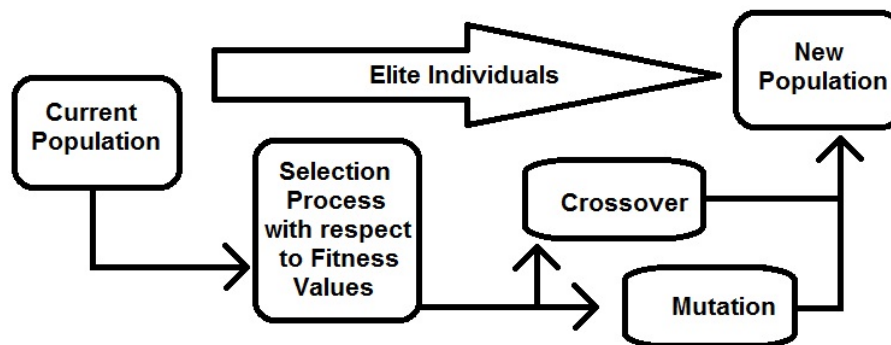 Current
Population
Elite Individuals
New
Population
Selection
Process
with respect
to Fitness
Values
Crossover
Mutation